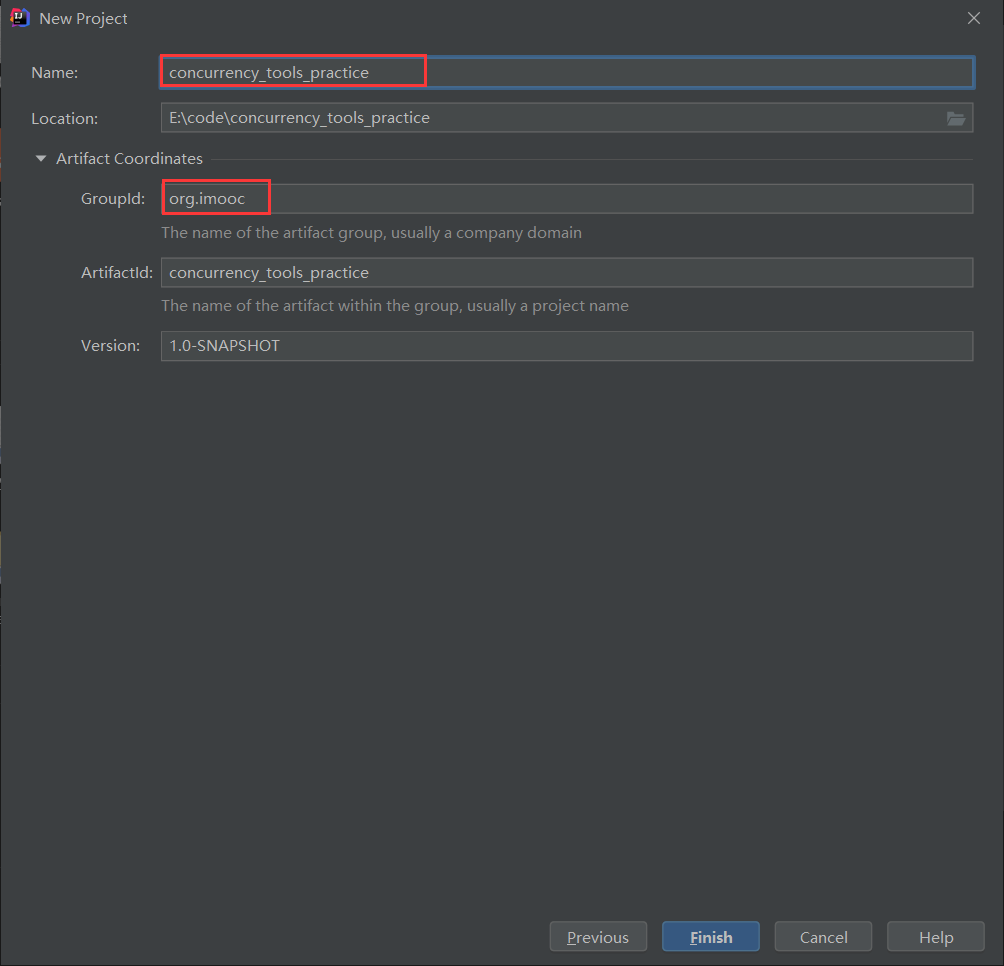 New Project
Name: concurrency_tools_practice
Location: E:\code\concurrency_tools_practice
Artifact Coordinates
GroupId: org.imooc
The name of the artifact group, usually a company domain
ArtifactId: concurrency_tools_practice
The name of the artifact within the group, usually a project name
Version: 1.0-SNAPSHOT
Previous Finish Cancel Help